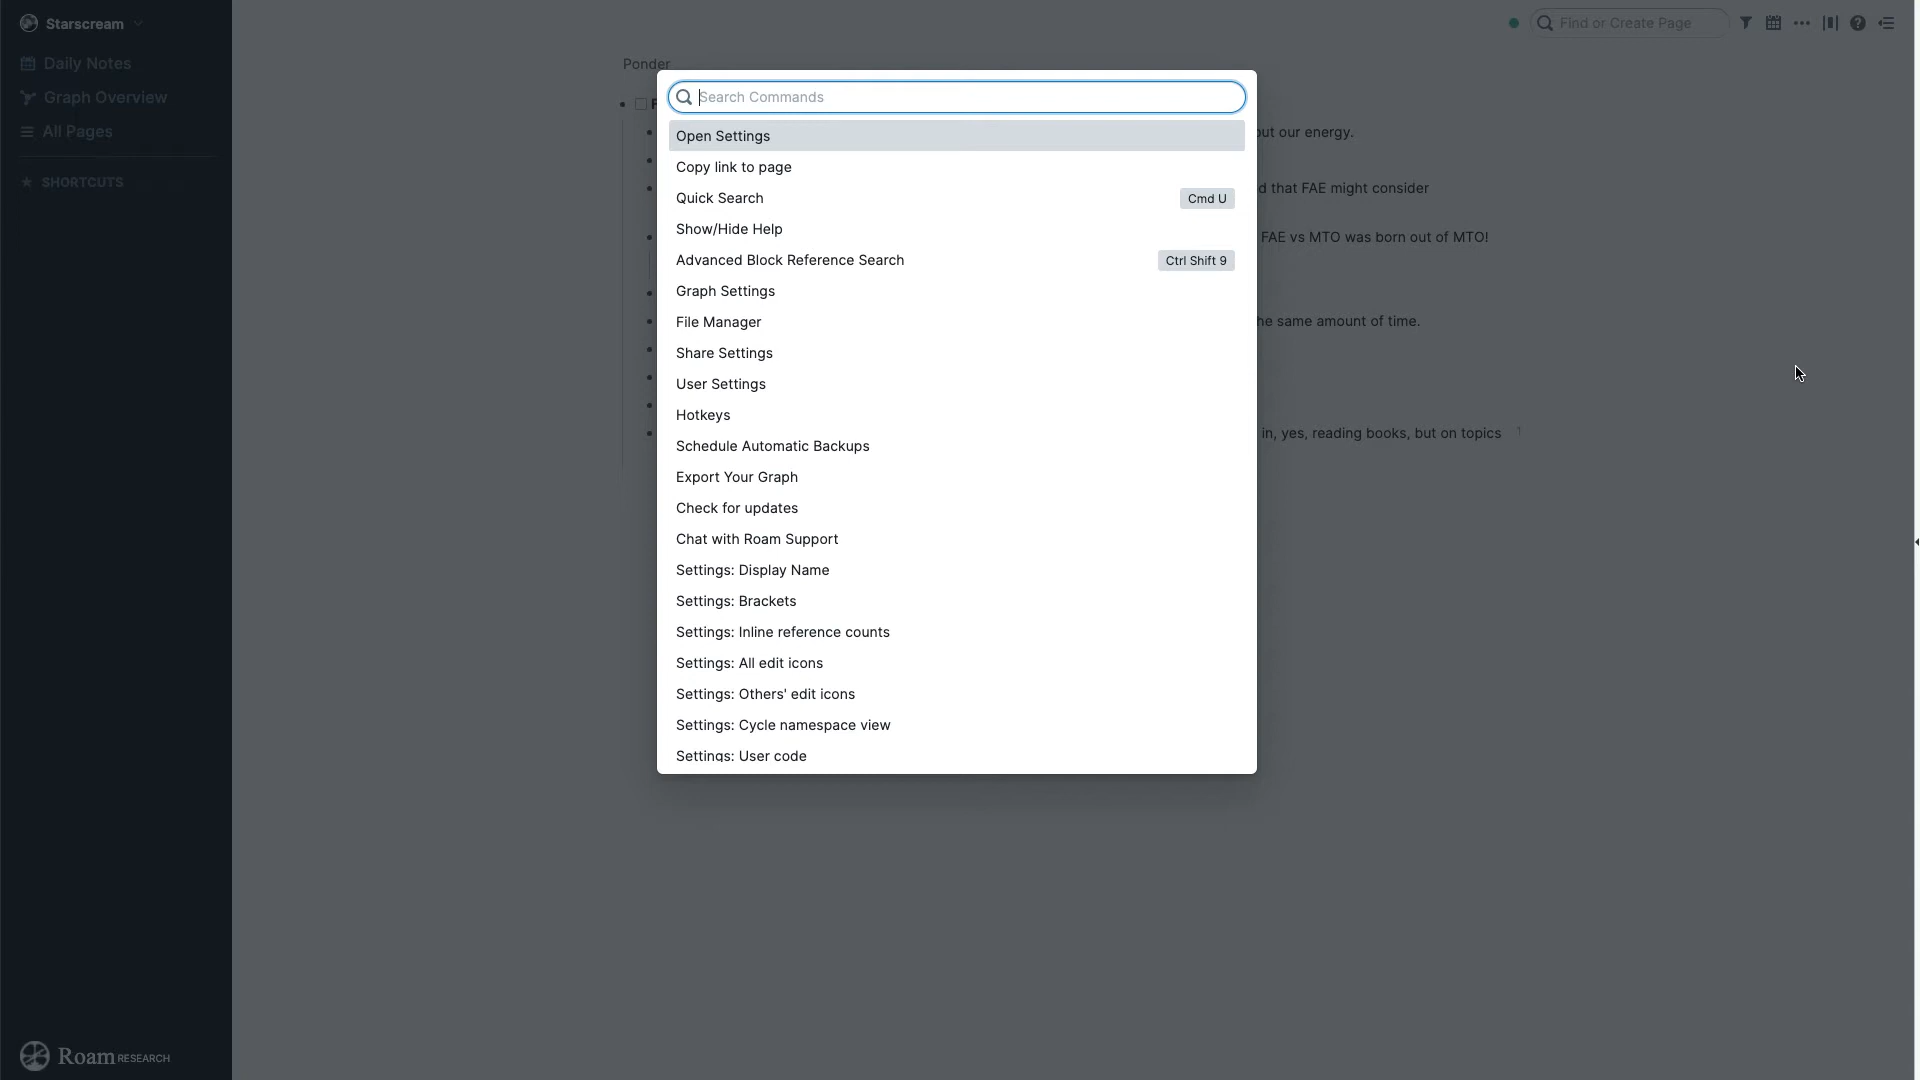 Starscream
Find or Create Page
Daily Notes
Graph Overview
All Pages
SHORTCUTS
Ponder
Search Commands
Open Settings
Copy link to page
Quick Search Cmd U
Show/Hide Help
Advanced Block Reference Search Ctrl Shift 9
Graph Settings
File Manager
Share Settings
User Settings
Hotkeys
Schedule Automatic Backups
Export Your Graph
Check for updates
Chat with Roam Support
Settings: Display Name
Settings: Brackets
Settings: Inline reference counts
Settings: All edit icons
Settings: Others' edit icons
Settings: Cycle namespace view
Settings: User code
our energy.
that FAE might consider
FAE vs MTO was born out of MTO!
same amount of time.
in, yes, reading books, but on topics 1
Roam RESEARCH